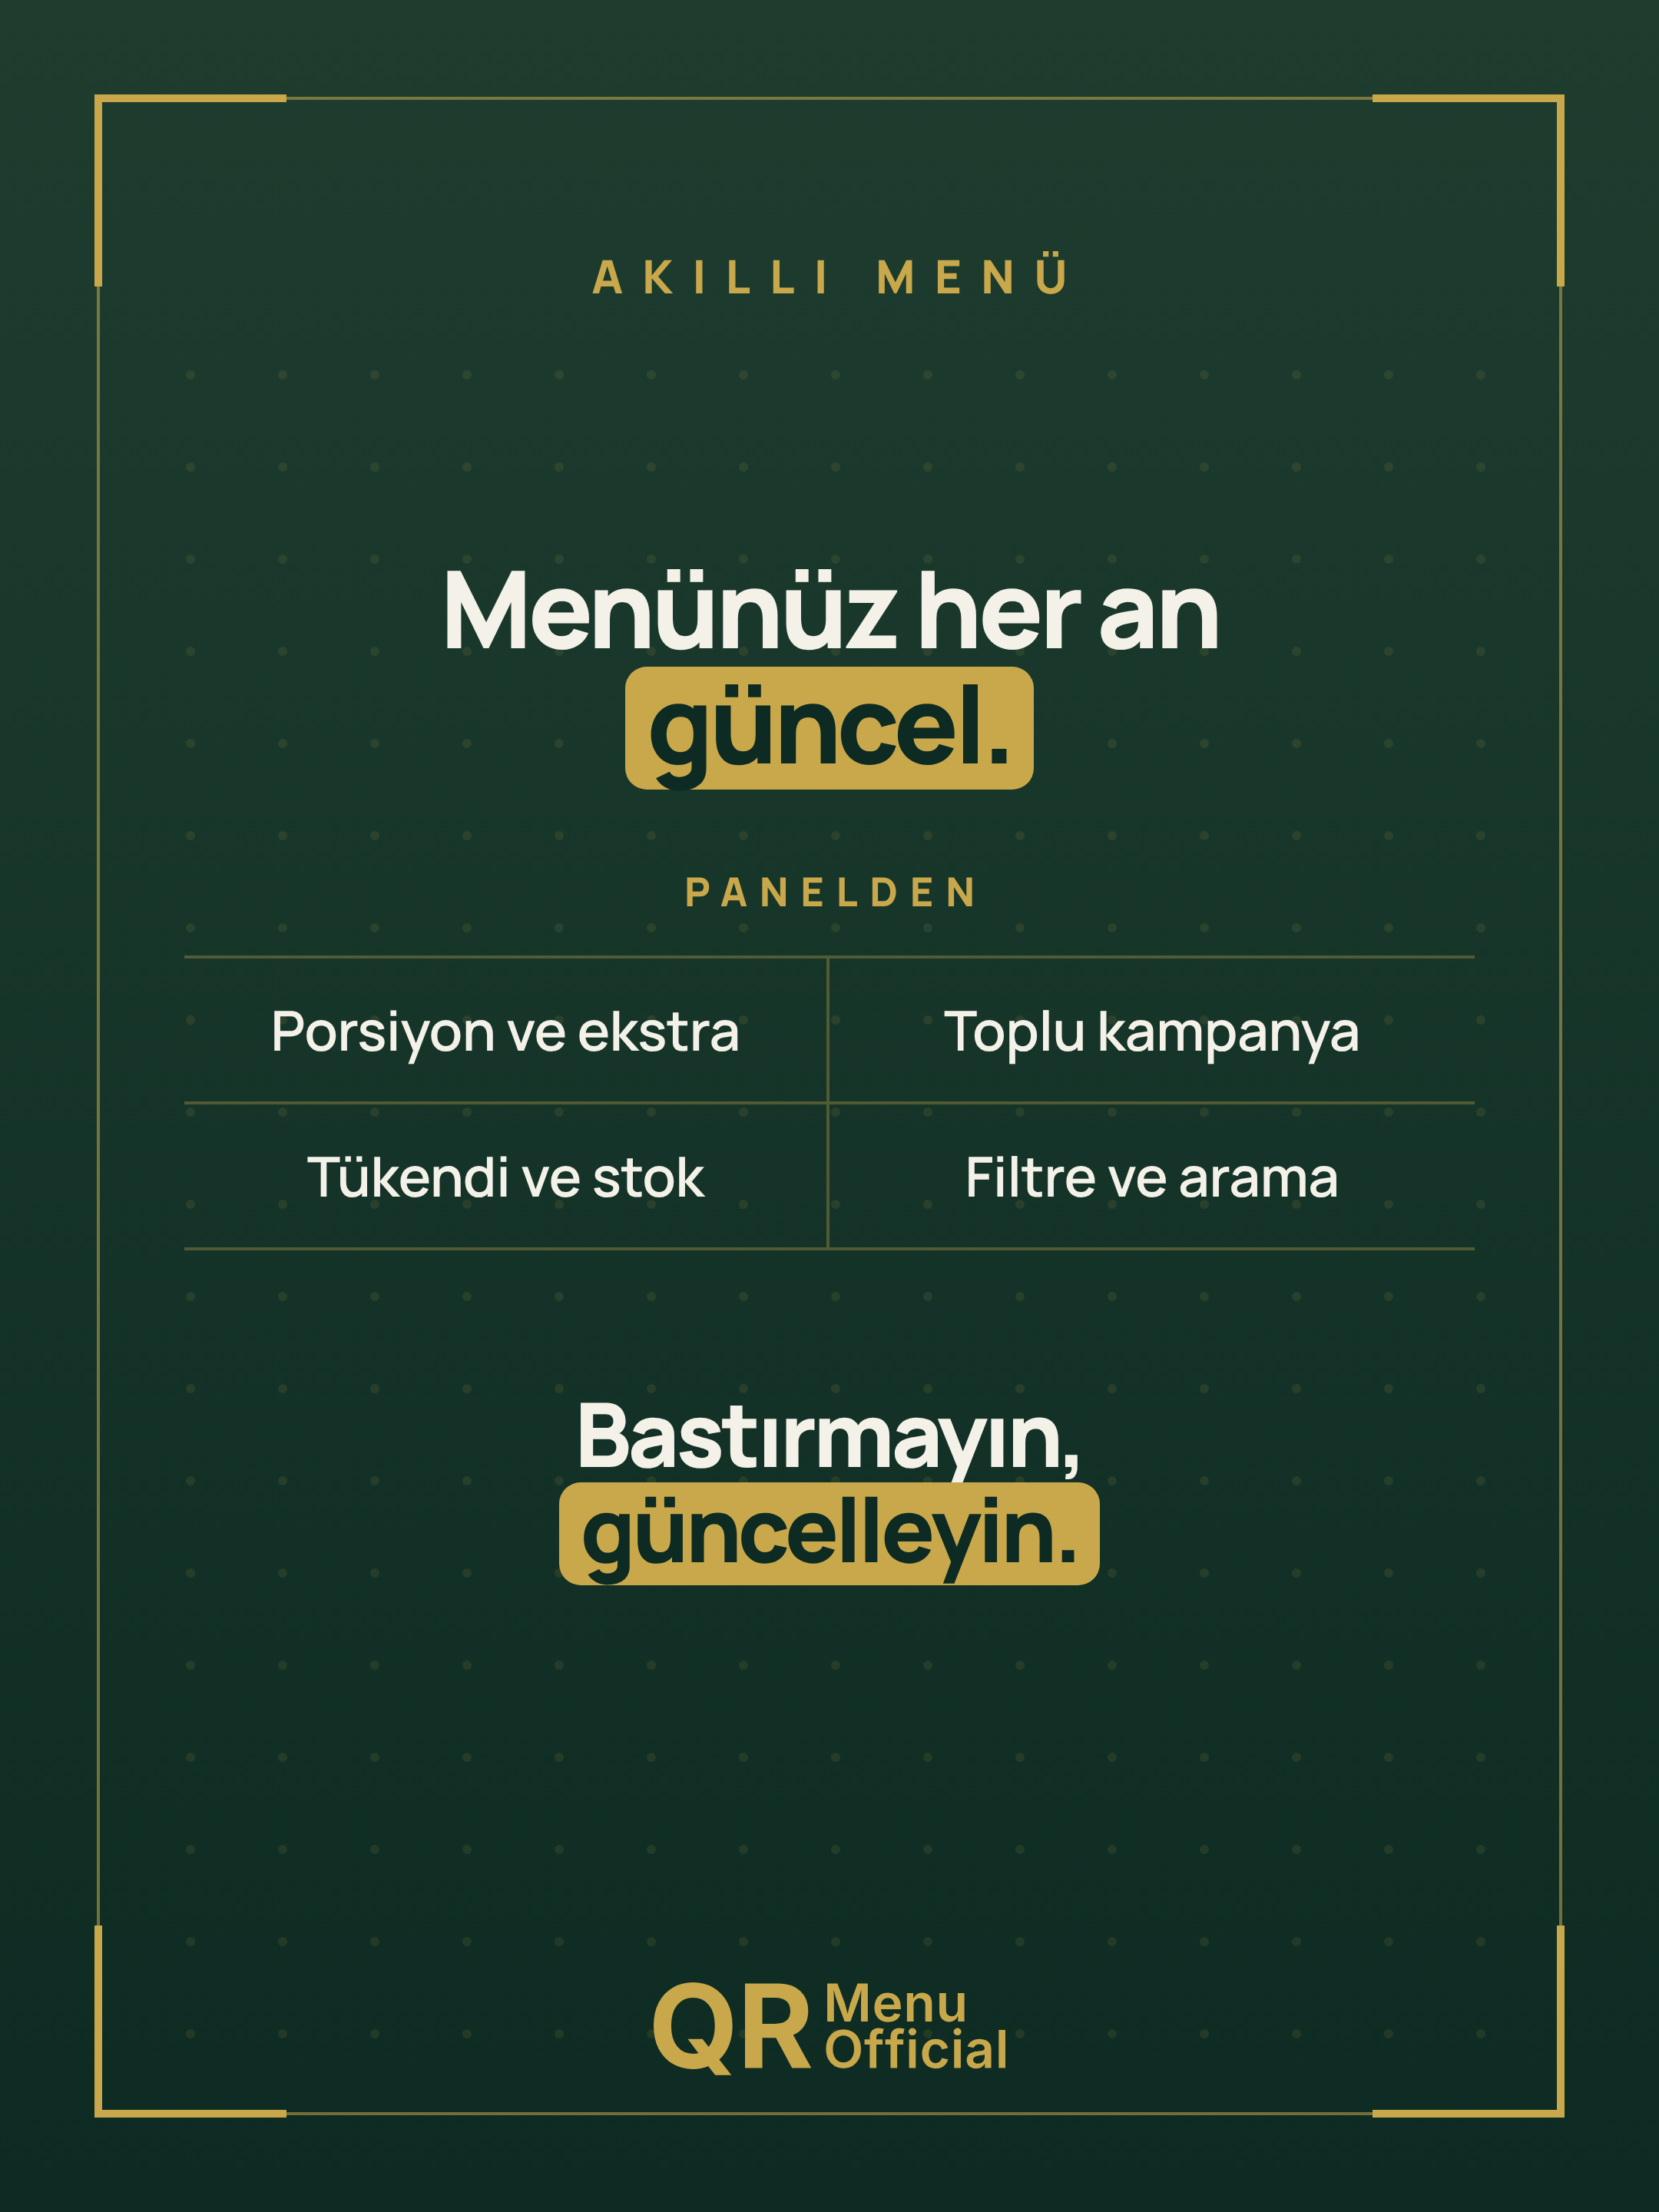 AKILLI MENÜ
Menünüz her an
güncel.
PANELDEN
Porsiyon ve ekstra
Toplu kampanya
Tükendi ve stok
Filtre ve arama
Bastırmayın,
güncelleyin.
QR Menu
Official